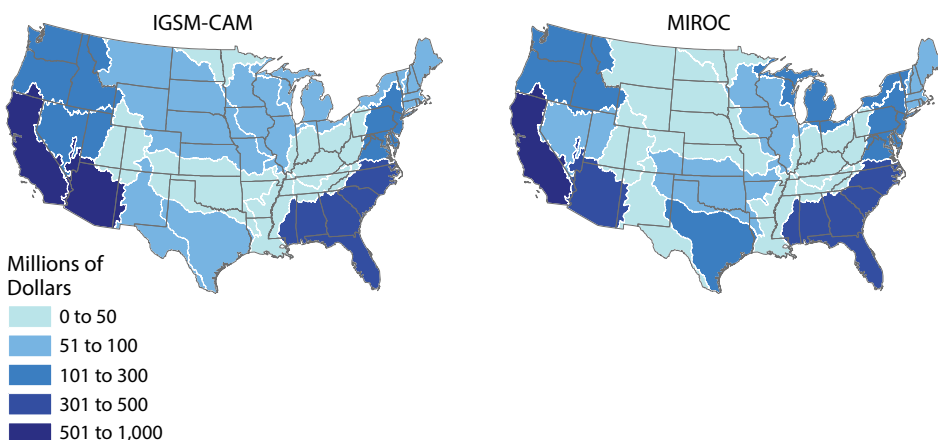 IGSM-CAM
MIROC
Millions of
Dollars
0 to 50
51 to 100
101 to 300
301 to 500
501 to 1,000